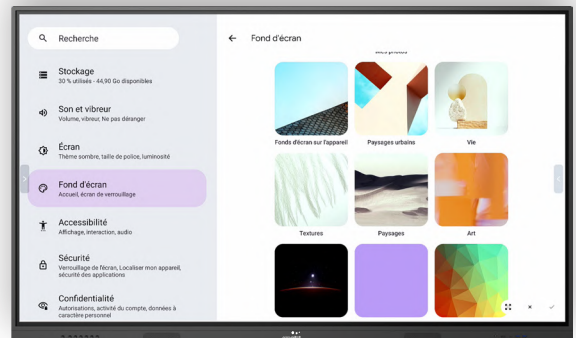 Recherche
Stockage
30 % utilisés - 44,90 Go disponibles
Son et vibreur
Volume, vibreur, Ne pas déranger
Écran
Thème sombre, taille de police, luminosité
Fond d'écran
Accueil, écran de verrouillage
Accessibilité
Affichage, interaction, audio
Sécurité
Verrouillage de l'écran, Localiser mon appareil,
sécurité des applications
Confidentialité
Autorisations, activité du compte, données à
caractère personnel
Fond d'écran
Mes photos
Fonds d'écran sur l'appareil
Paysages urbains
Vie
Textures
Paysages
Art